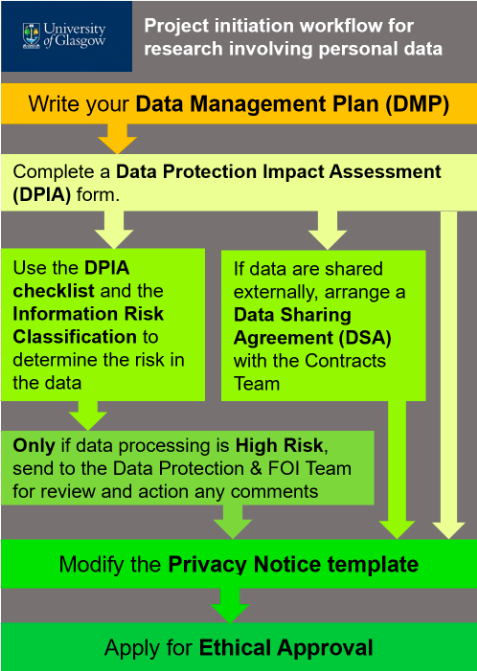 University
of Glasgow
Project initiation workflow for
research involving personal data
Write your Data Management Plan (DMP)
Complete a Data Protection Impact Assessment
(DPIA) form.
Use the DPIA
checklist and the
Information Risk
Classification to
determine the risk in
the data
If data are shared
externally, arrange a
Data Sharing
Agreement (DSA)
with the Contracts
Team
Only if data processing is High Risk,
send to the Data Protection & FOI Team
for review and action any comments
Modify the Privacy Notice template
Apply for Ethical Approval